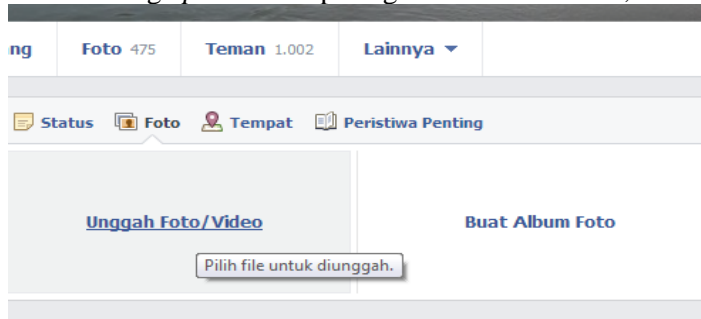 ng Foto 475 Teman 1.002 Lainnya
Status Foto Tempat Peristiwa Penting
Unggah Foto/Video Buat Album Foto
Pilih file untuk diunggah.